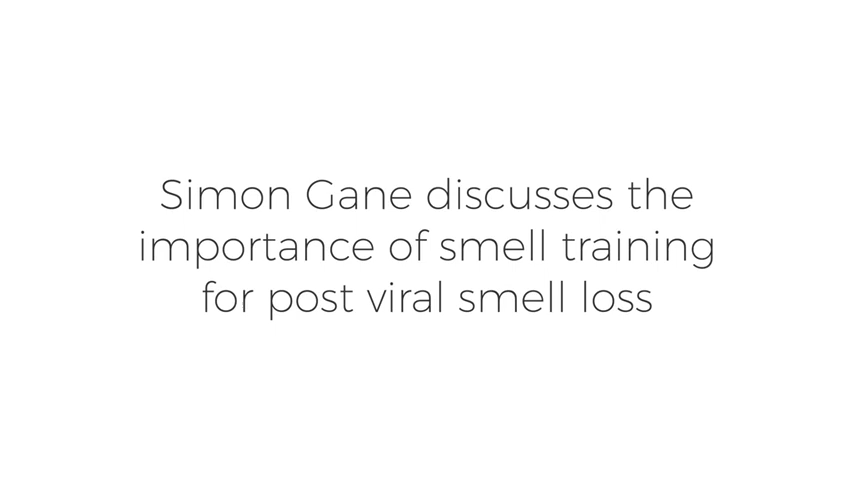 Simon Gane discusses the
importance of smell training
for post viral smell loss